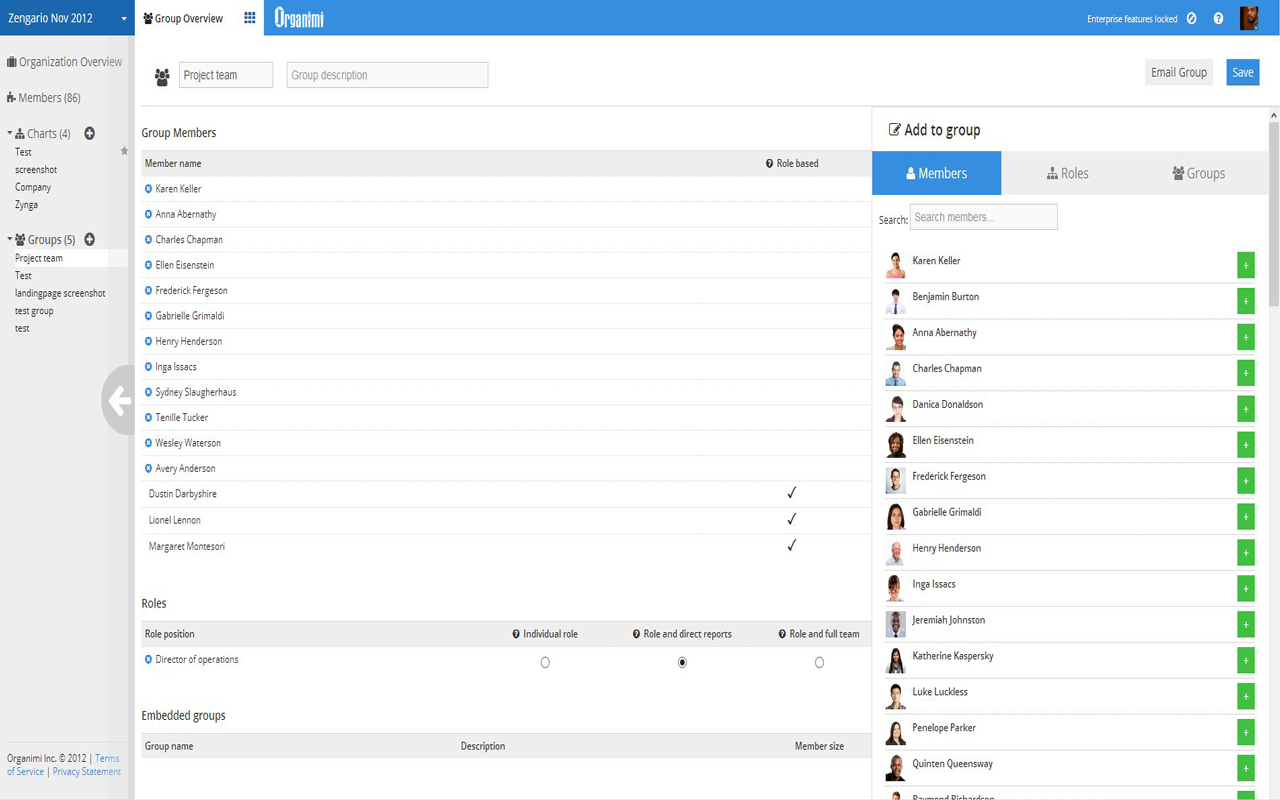 Zengario Nov 2012
Group Overview
Organimi
Enterprise features locked
Organization Overview
Members (86)
Charts (4)
Test
screenshot
Company
Zynga
Groups (5)
Project team
Test
landingpage screenshot
test group
test
Organimi Inc. © 2012 | Terms
of Service | Privacy Statement
Project team
Group description
Email Group
Save
Group Members
Member name
Role based
Karen Keller
Anna Abernathy
Charles Chapman
Ellen Eisenstein
Frederick Fergeson
Gabrielle Grimaldi
Henry Henderson
Inga Issacs
Sydney Slaugherhaus
Tenille Tucker
Wesley Waterson
Avery Anderson
Dustin Darbyshire
Lionel Lennon
Margaret Montesori
Roles
Role position
Individual role
Role and direct reports
Role and full team
Director of operations
Embedded groups
Group name
Description
Member size
Add to group
Members
Roles
Groups
Search:
Search members...
Karen Keller
Benjamin Burton
Anna Abernathy
Charles Chapman
Danica Donaldson
Ellen Eisenstein
Frederick Fergeson
Gabrielle Grimaldi
Henry Henderson
Inga Issacs
Jeremiah Johnston
Katherine Kaspersky
Luke Luckless
Penelope Parker
Quinten Queensway
Raymond Richardson